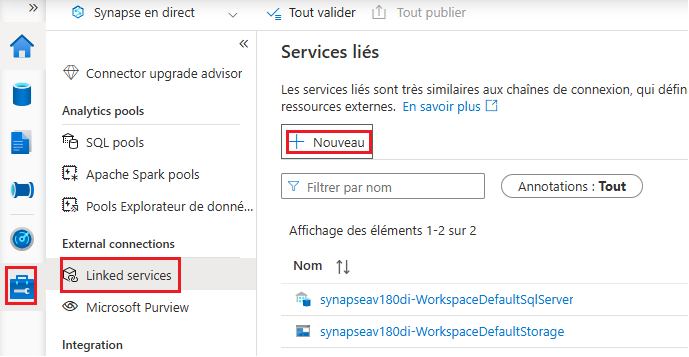 Synapse en direct
Tout valider
Tout publier
Connector upgrade advisor
Analytics pools
SQL pools
Apache Spark pools
Pools Explorateur de donné...
External connections
Linked services
Microsoft Purview
Integration
Services liés
Les services liés sont très similaires aux chaînes de connexion, qui défin
ressources externes. En savoir plus
Nouveau
Filtrer par nom
Annotations : Tout
Affichage des éléments 1-2 sur 2
Nom
synapseav180di-WorkspaceDefaultSqlServer
synapseav180di-WorkspaceDefaultStorage